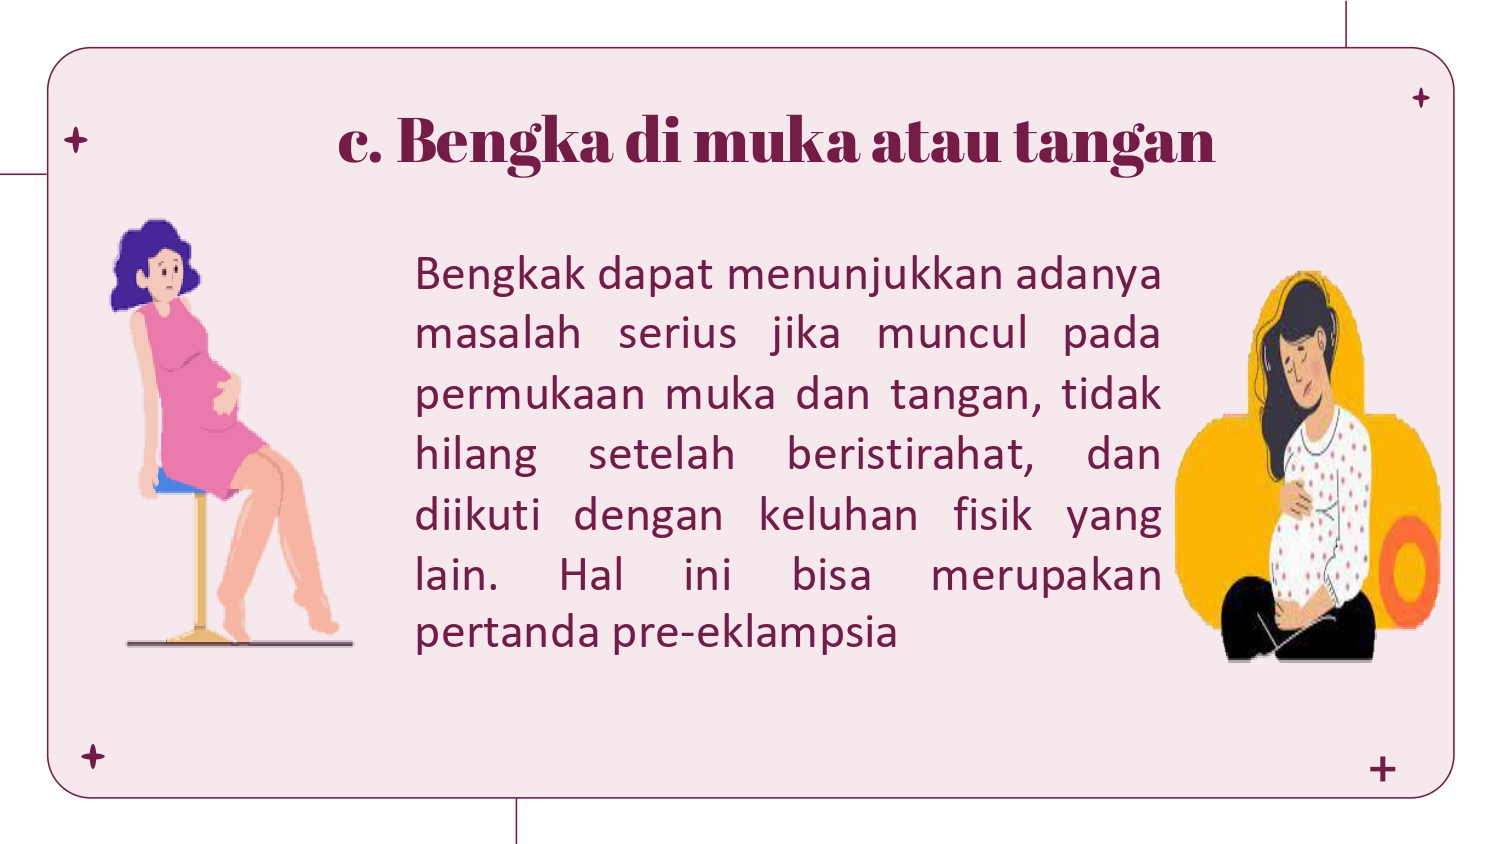 c. Bengka di muka atau tangan
Bengkak dapat menunjukkan adanya
masalah serius jika muncul pada
permukaan muka dan tangan, tidak
hilang setelah beristirahat, dan
diikuti dengan keluhan fisik yang
lain. Hal ini bisa merupakan
pertanda pre-eklampsia